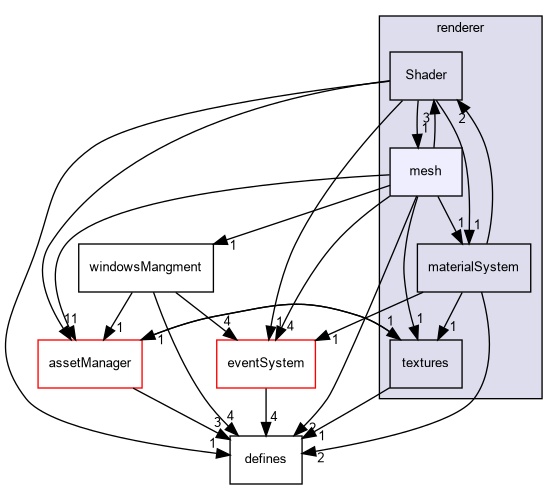 renderer
Shader
3
2
1
mesh
1
1
1
windowsMangment
materialSystem
11
1
4
1
4
1
1
1
1
1
assetManager
eventSystem
textures
3
4
4
2
1
1
2
defines